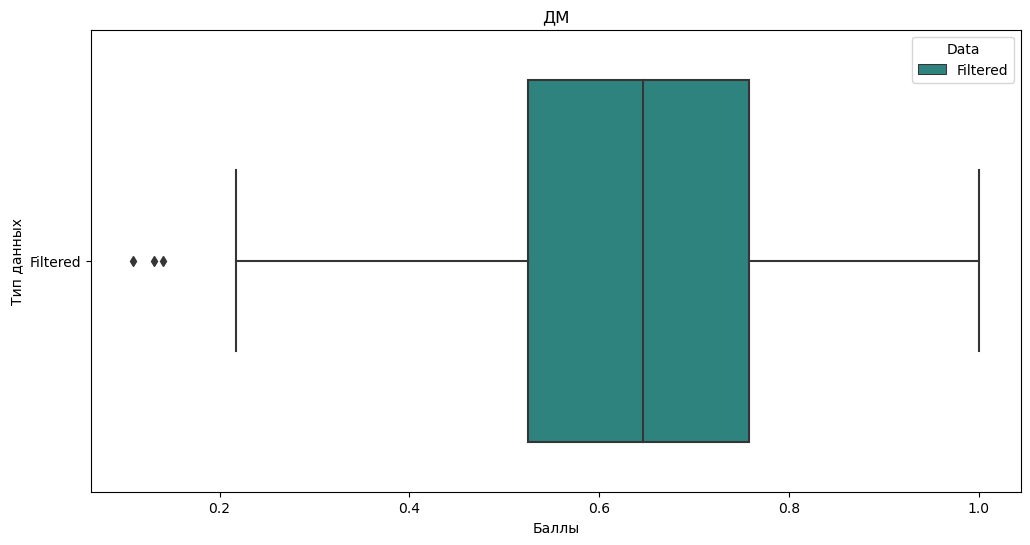 ДМ
Data
Filtered
Тип данных
Filtered
0.2
0.4
0.6
0.8
1.0
Баллы